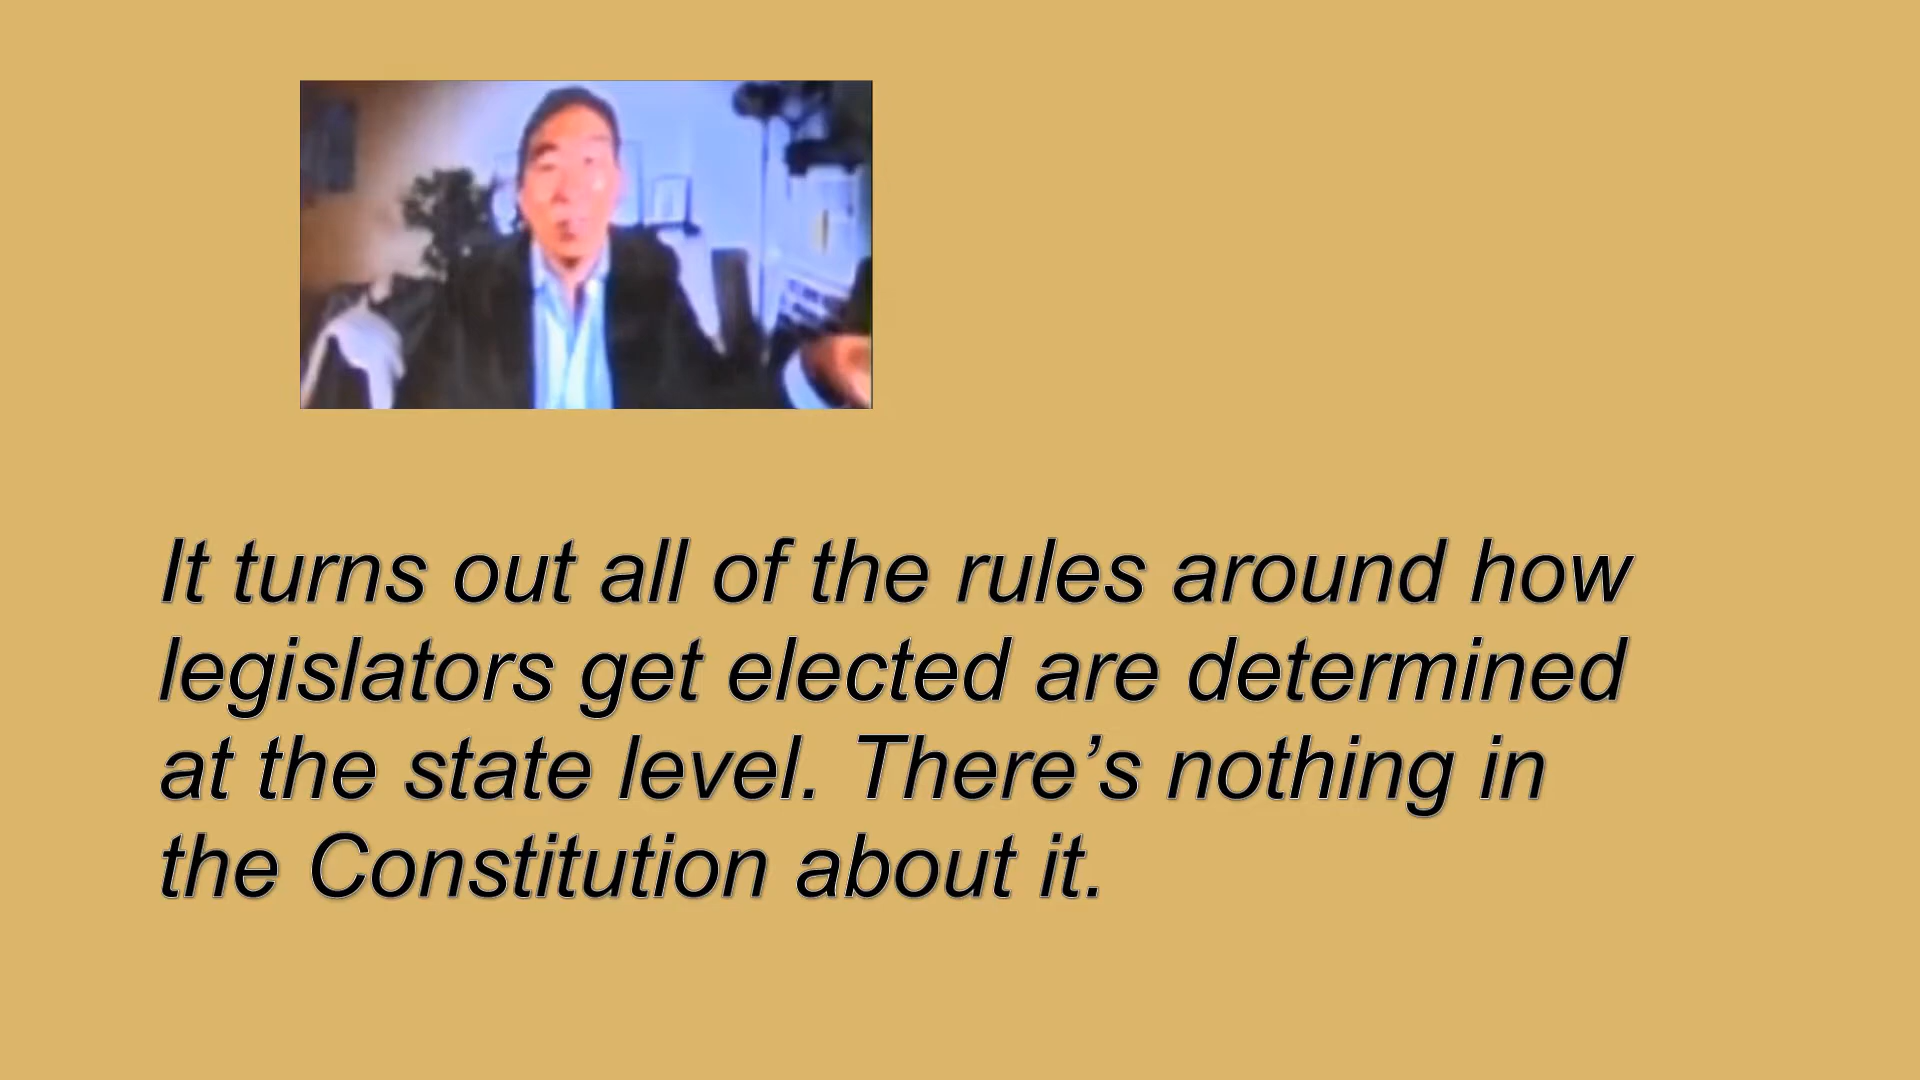 It turns out all of the rules around how
legislators get elected are determined
at the state level. There’s nothing in
the Constitution about it.